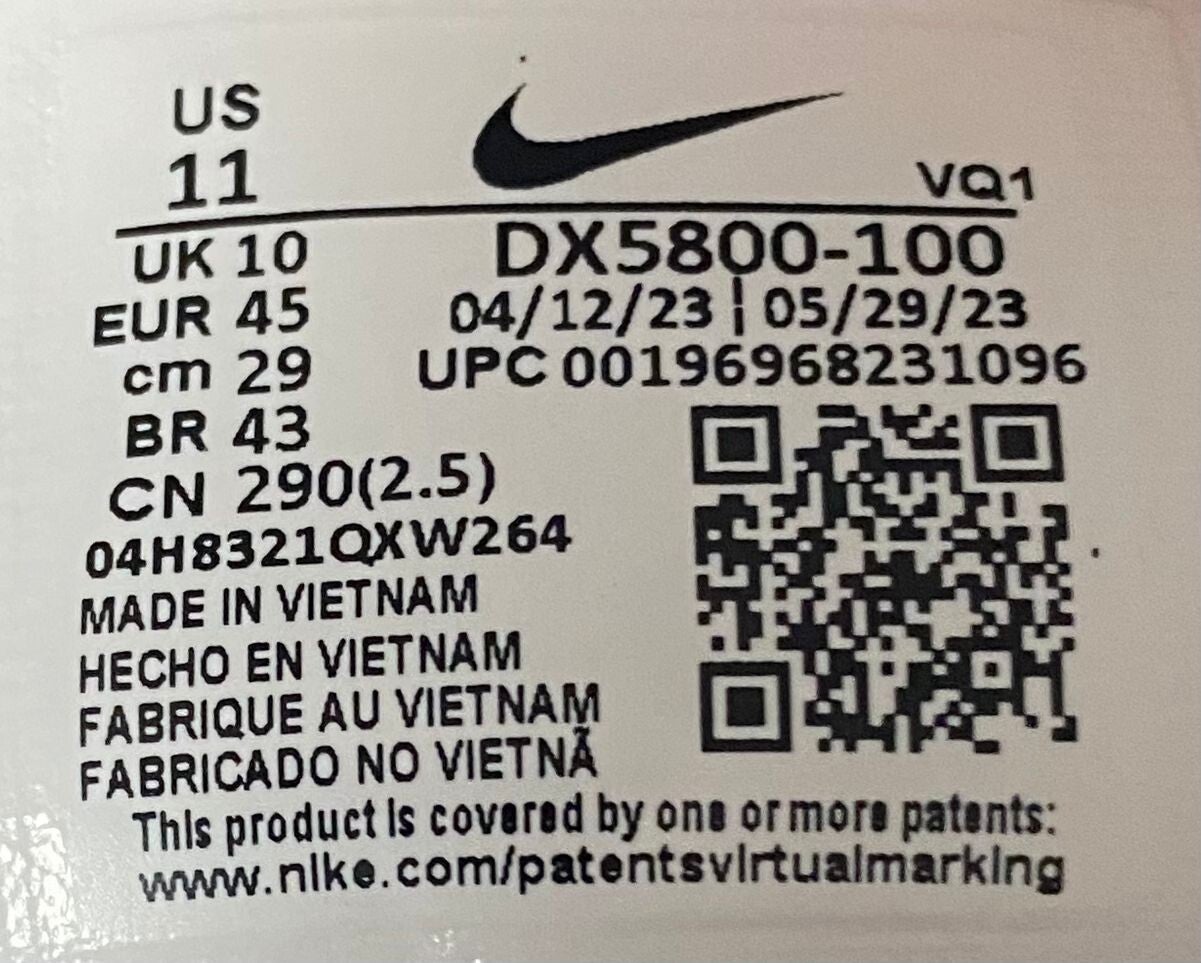 US
11
VQ1
UK 10
DX5800-100
EUR 45
04/12/23 ¦ 05/29/23
cm 29
UPC 00196968231096
BR 43
CN 290(2.5)
04H8321QXW264
MADE IN VIETNAM
HECHO EN VIETNAM
FABRIQUE AU VIETNAM
FABRICADO NO VIETNÃ
This product is covered by one or more patents:
www.nike.com/patentsvirtualmarking